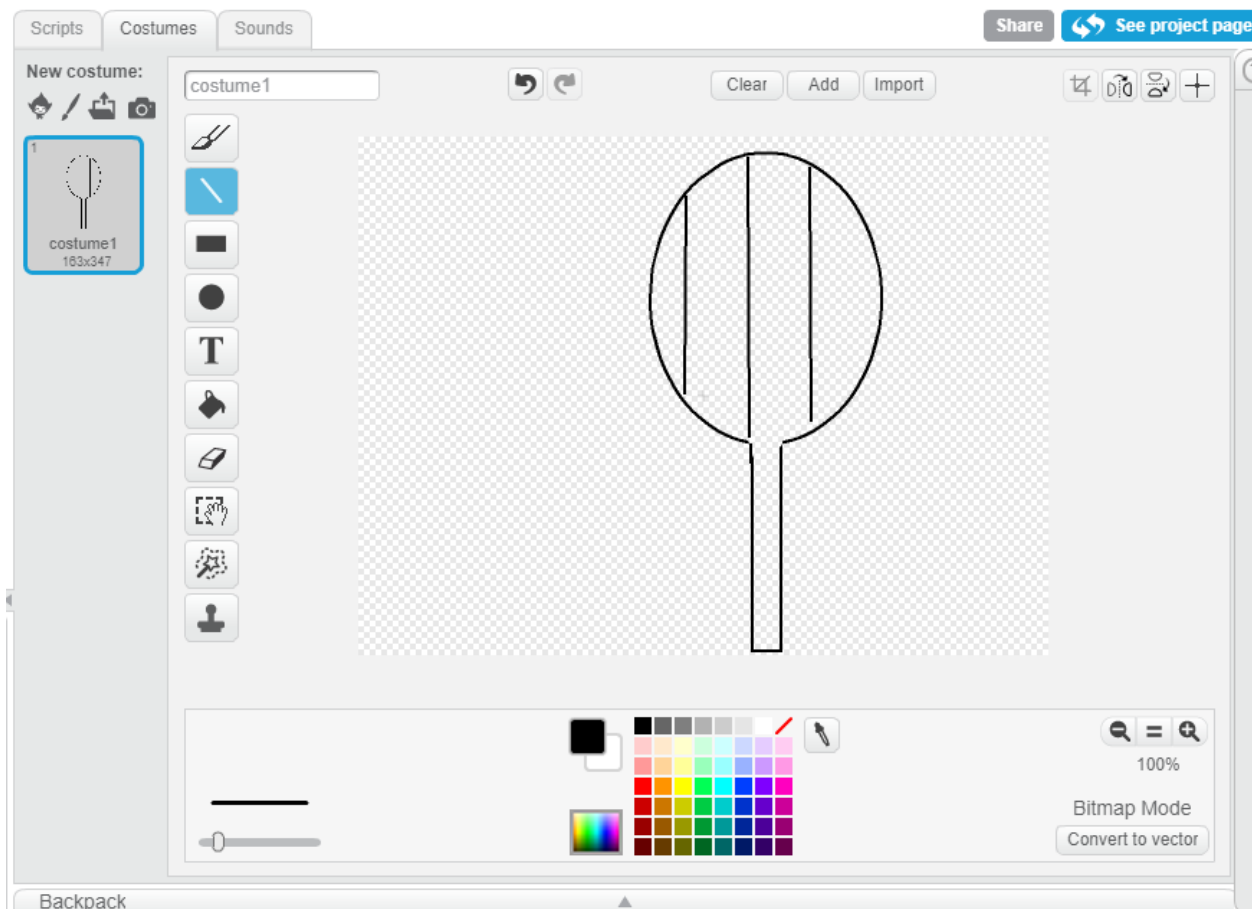 Scripts Costumes Sounds
Share See project page
New costume:
costume1
Clear Add Import
1
costume1
163x347
T
100%
Bitmap Mode
Convert to vector
Backpack